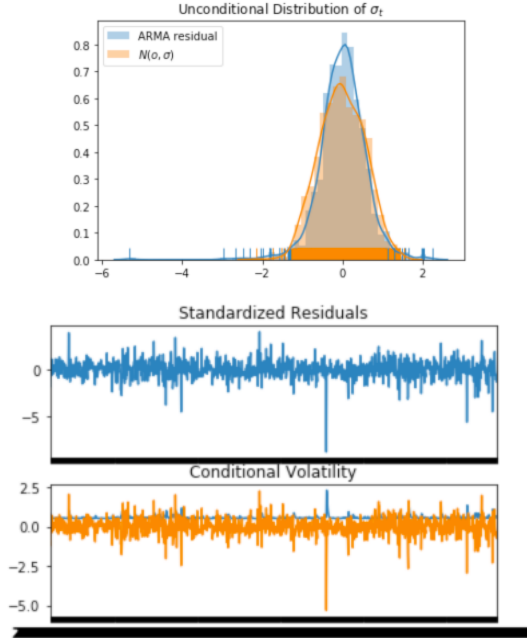 Unconditional Distribution of σt
ARMA residual
N(o, σ)
0.8
0.7
0.6
0.5
0.4
0.3
0.2
0.1
0.0
−6 −4 −2 0 2
Standardized Residuals
0
−5
Conditional Volatility
2.5
0.0
−2.5
−5.0